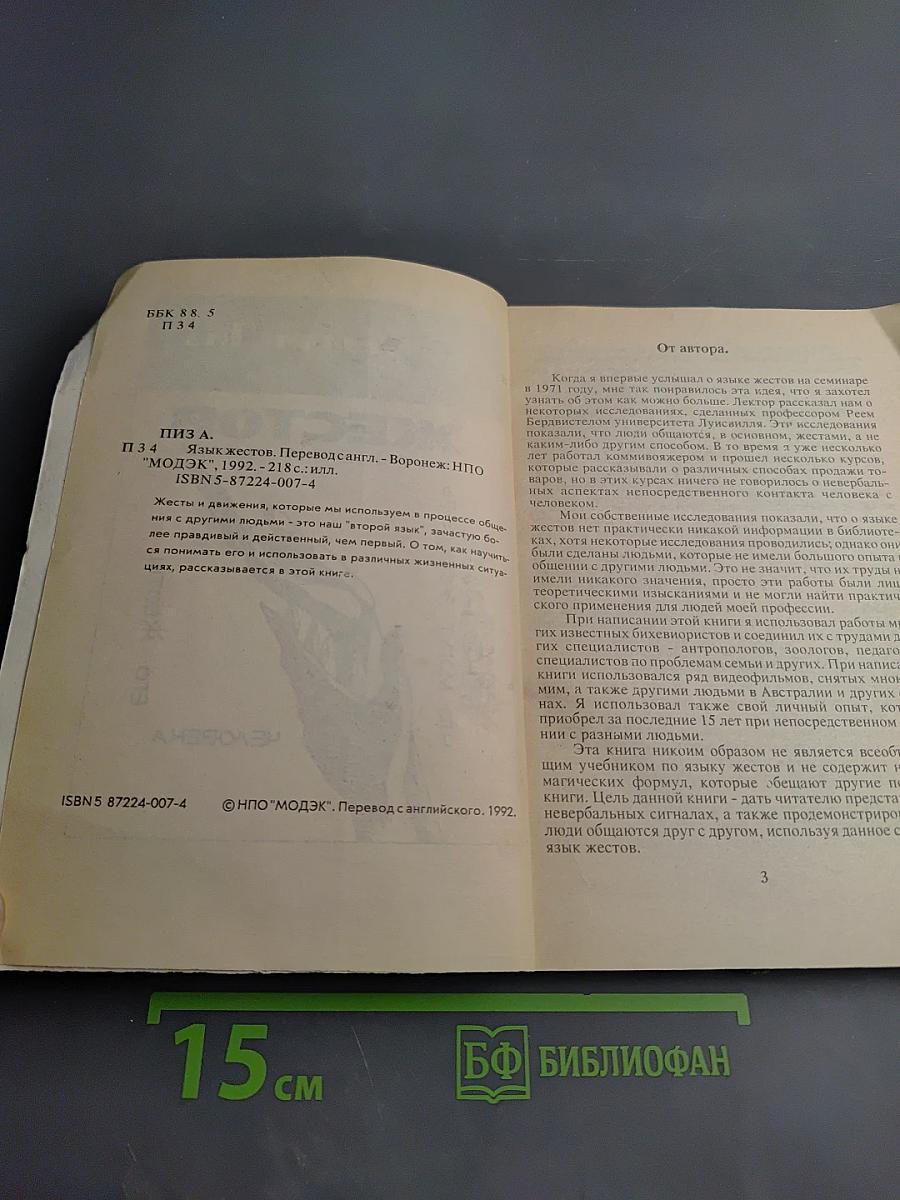 ББК 88. 5
П 3 4
ПИЗ А.
П 3 4 Язык жестов. Перевод с англ. - Воронеж: НПО
"МОДЭК", 1992. - 218 с.: илл.
ISBN 5-87224-007-4
Жесты и движения, которые мы используем в процессе обще-
ния с другими людьми - это наш "второй язык", зачастую бо-
лее правдивый и действенный, чем первый. О том, как научить-
ся понимать его и использовать в различных жизненных ситуа-
циях, рассказывается в этой книге.
ISBN 5 87224-007-4
© НПО "МОДЭК". Перевод с английского. 1992.
От автора.
Когда я впервые услышал о языке жестов на семинаре
в 1971 году, мне так понравилось эта идея, что я захотел
узнать об этом как можно больше. Лектор рассказал нам о
некоторых исследованиях, сделанных профессором Реем
Бердвистелом университета Луисвилля. Эти исследования
показали, что люди общаются, в основном, жестами, а не
каким-либо другим способом. В то время я уже несколько
лет работал коммивояжером и прошел несколько курсов,
которые рассказывали о различных способах продажи то-
варов, но в этих курсах ничего не говорилось о невербаль-
ных аспектах непосредственного контакта человека с
человеком.
Мои собственные исследования показали, что о языке
жестов нет практически никакой информации в библиоте-
ках, хотя некоторые исследования проводились; однако они
были сделаны людьми, которые не имели большого опыта
общении с другими людьми. Это не значит, что их труды н
имели никакого значения, просто эти работы были лиш
теоретическими изысканиями и не могли найти практич
ского применения для людей моей профессии.
При написании этой книги я использовал работы мн
гих известных бихевиористов и соединил их с трудами д
гих специалистов - антропологов, зоологов, педаго
специалистов по проблемам семьи и других. При написа
книги использовался ряд видеофильмов, снятых мно
мим, а также другими людьми в Австралии и других
нах. Я использовал также свой личный опыт, кот
приобрел за последние 15 лет при непосредственном
нии с разными людьми.
Эта книга никоим образом не является всеоб
щим учебником по языку жестов и не содержит н
магических формул, которые обещают другие по
книги. Цель данной книги - дать читателю предста
невербальных сигналах, а также продемонстриро
люди общаются друг с другом, используя данное с
язык жестов.
3
15 см
БФ БИБЛИОФАН